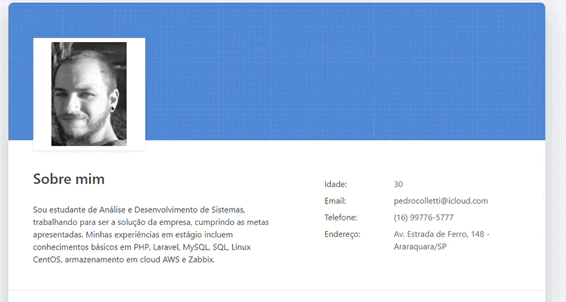 Sobre mim
Sou estudante de Análise e Desenvolvimento de Sistemas,
trabalhando para ser a solução da empresa, cumprindo as metas
apresentadas. Minhas experiências em estágio incluem
conhecimentos básicos em PHP, Laravel, MySQL, SQL, Linux
CentOS, armazenamento em cloud AWS e Zabbix.
Idade: 30
Email: pedrocolletti@icloud.com
Telefone: (16) 99776-5777
Endereço: Av. Estrada de Ferro, 148 -
Araraquara/SP